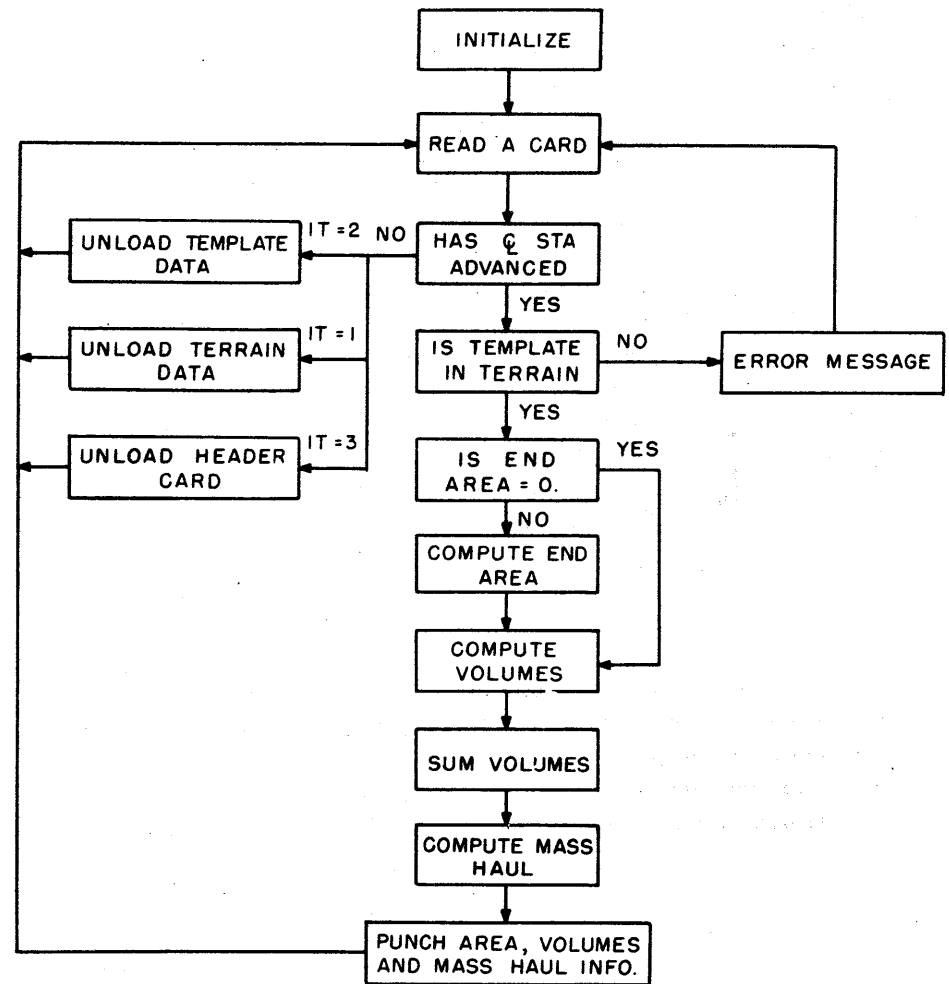 INITIALIZE
READ A CARD
HAS ℄ STA
ADVANCED
NO
IT=2
UNLOAD TEMPLATE
DATA
IT=1
UNLOAD TERRAIN
DATA
IT=3
UNLOAD HEADER
CARD
YES
IS TEMPLATE
IN TERRAIN
NO
ERROR MESSAGE
YES
IS END
AREA = 0.
YES
NO
COMPUTE END
AREA
COMPUTE
VOLUMES
SUM VOLUMES
COMPUTE MASS
HAUL
PUNCH AREA, VOLUMES
AND MASS HAUL INFO.